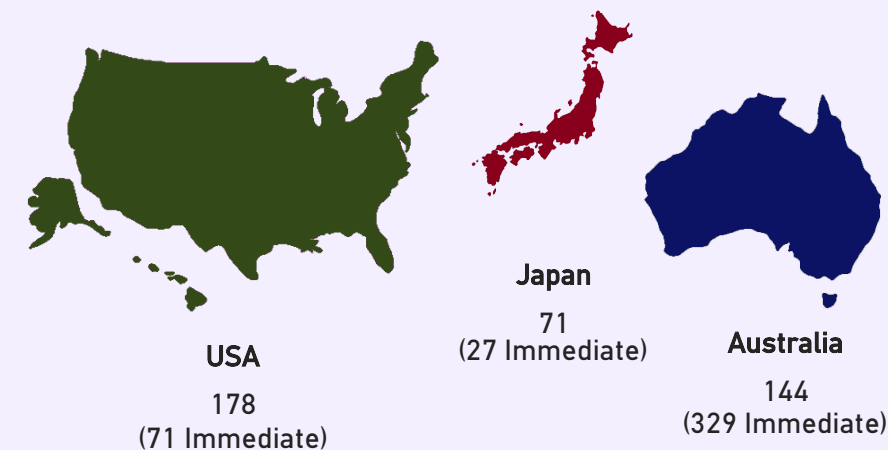 USA
178
(71 Immediate)
Japan
71
(27 Immediate)
Australia
144
(329 Immediate)